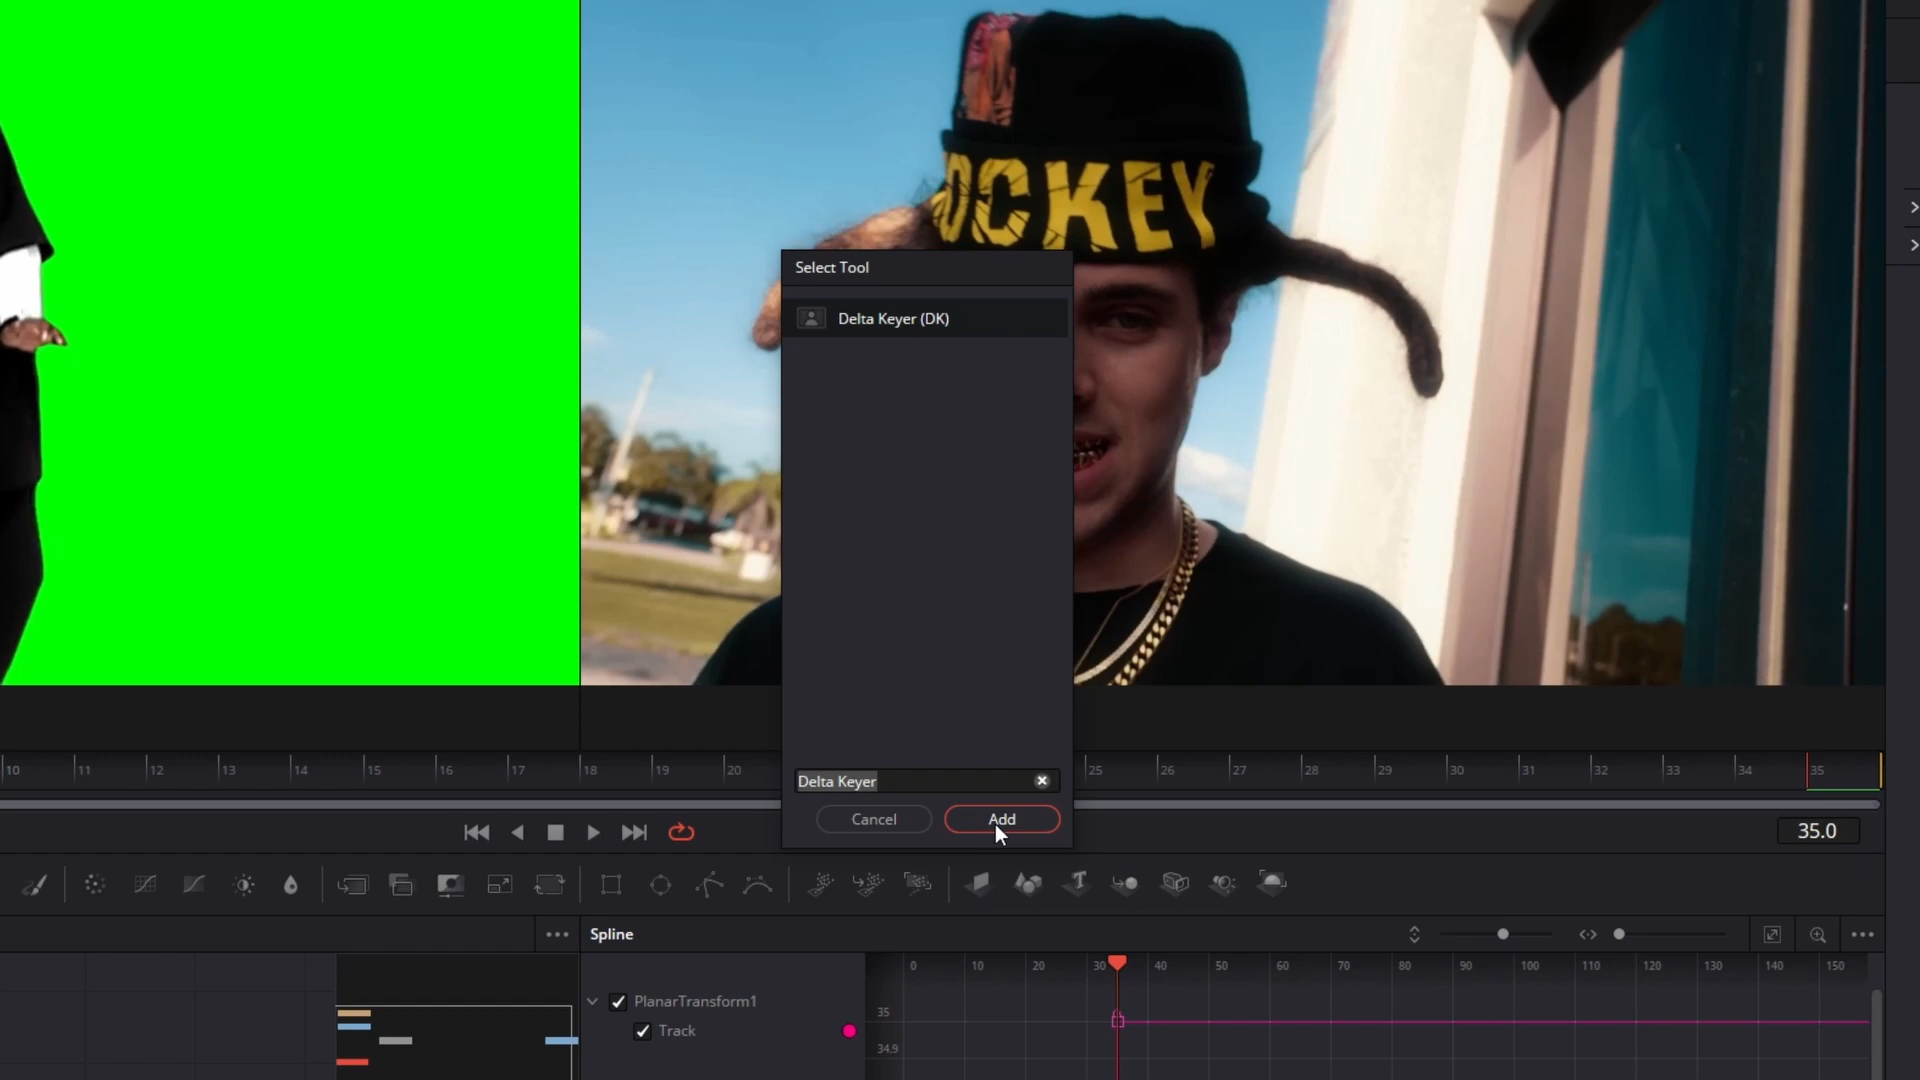 OCKEY
Select Tool
Delta Keyer (DK)
Delta Keyer
Cancel
Add
10 11 12 13 14 15 16 17 18 19 20 25 26 27 28 29 30 31 32 33 34 35
35.0
Spline
0 10 20 30 40 50 60 70 80 90 100 110 120 130 140 150
PlanarTransform1
35
Track
34.9